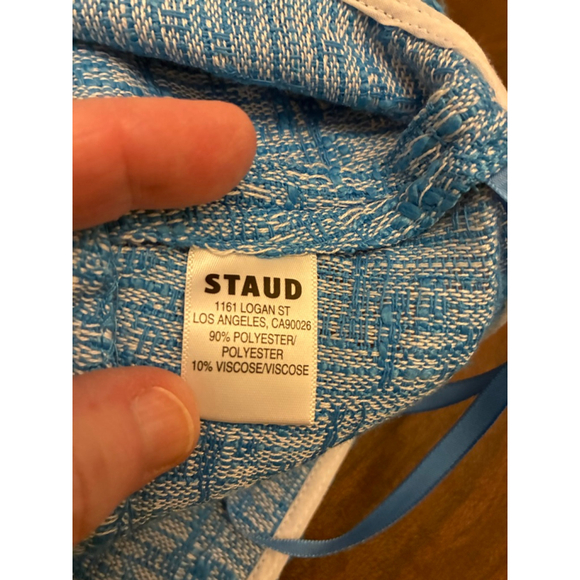 STAUD
1161 LOGAN ST
LOS ANGELES, CA90026
90% POLYESTER/
POLYESTER
10% VISCOSE/VISCOSE